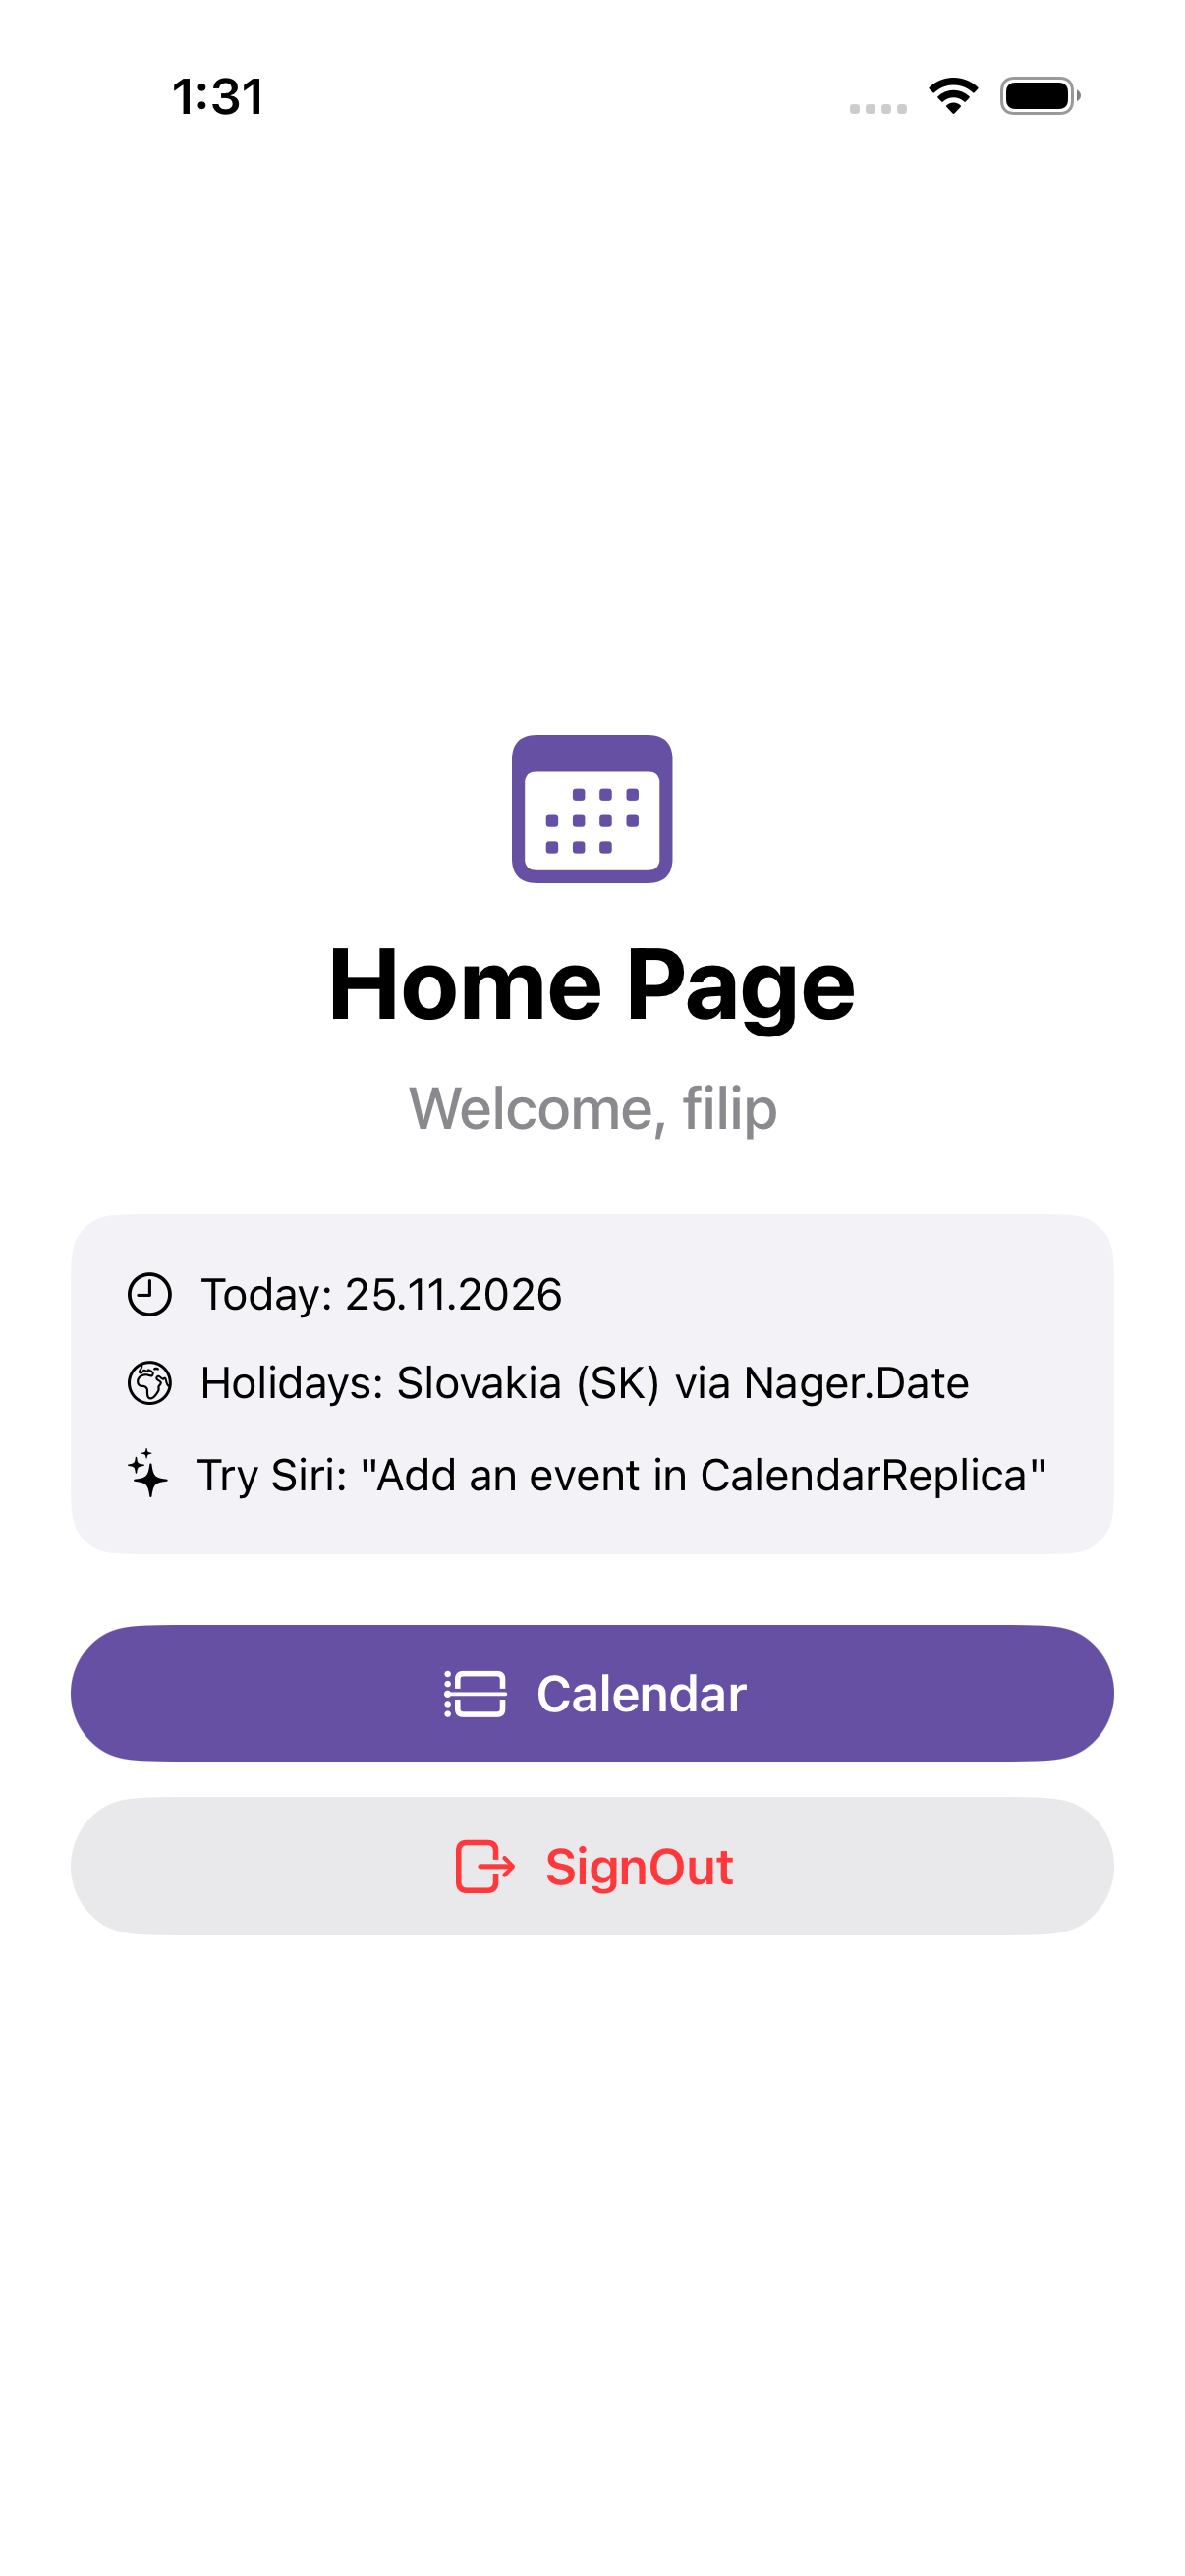 1:31
Home Page
Welcome, filip
Today: 25.11.2026
Holidays: Slovakia (SK) via Nager.Date
Try Siri: "Add an event in CalendarReplica"
Calendar
SignOut